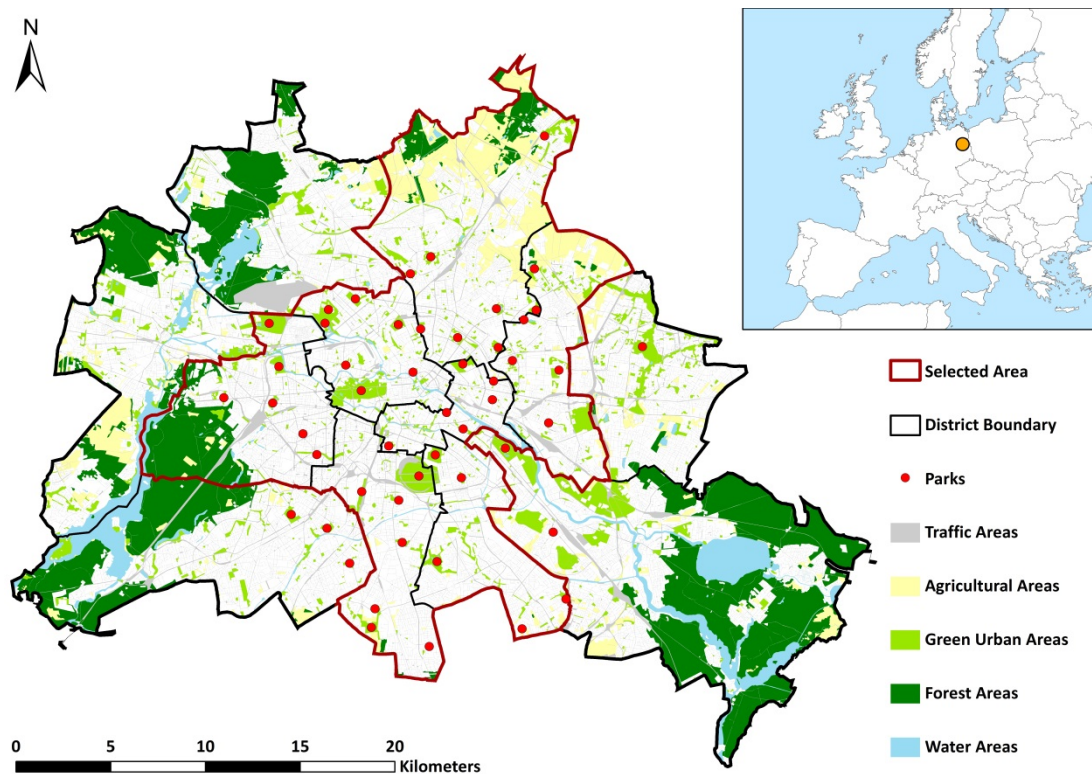 N
Selected Area
District Boundary
Parks
Traffic Areas
Agricultural Areas
Green Urban Areas
Forest Areas
Water Areas
0 5 10 15 20
Kilometers